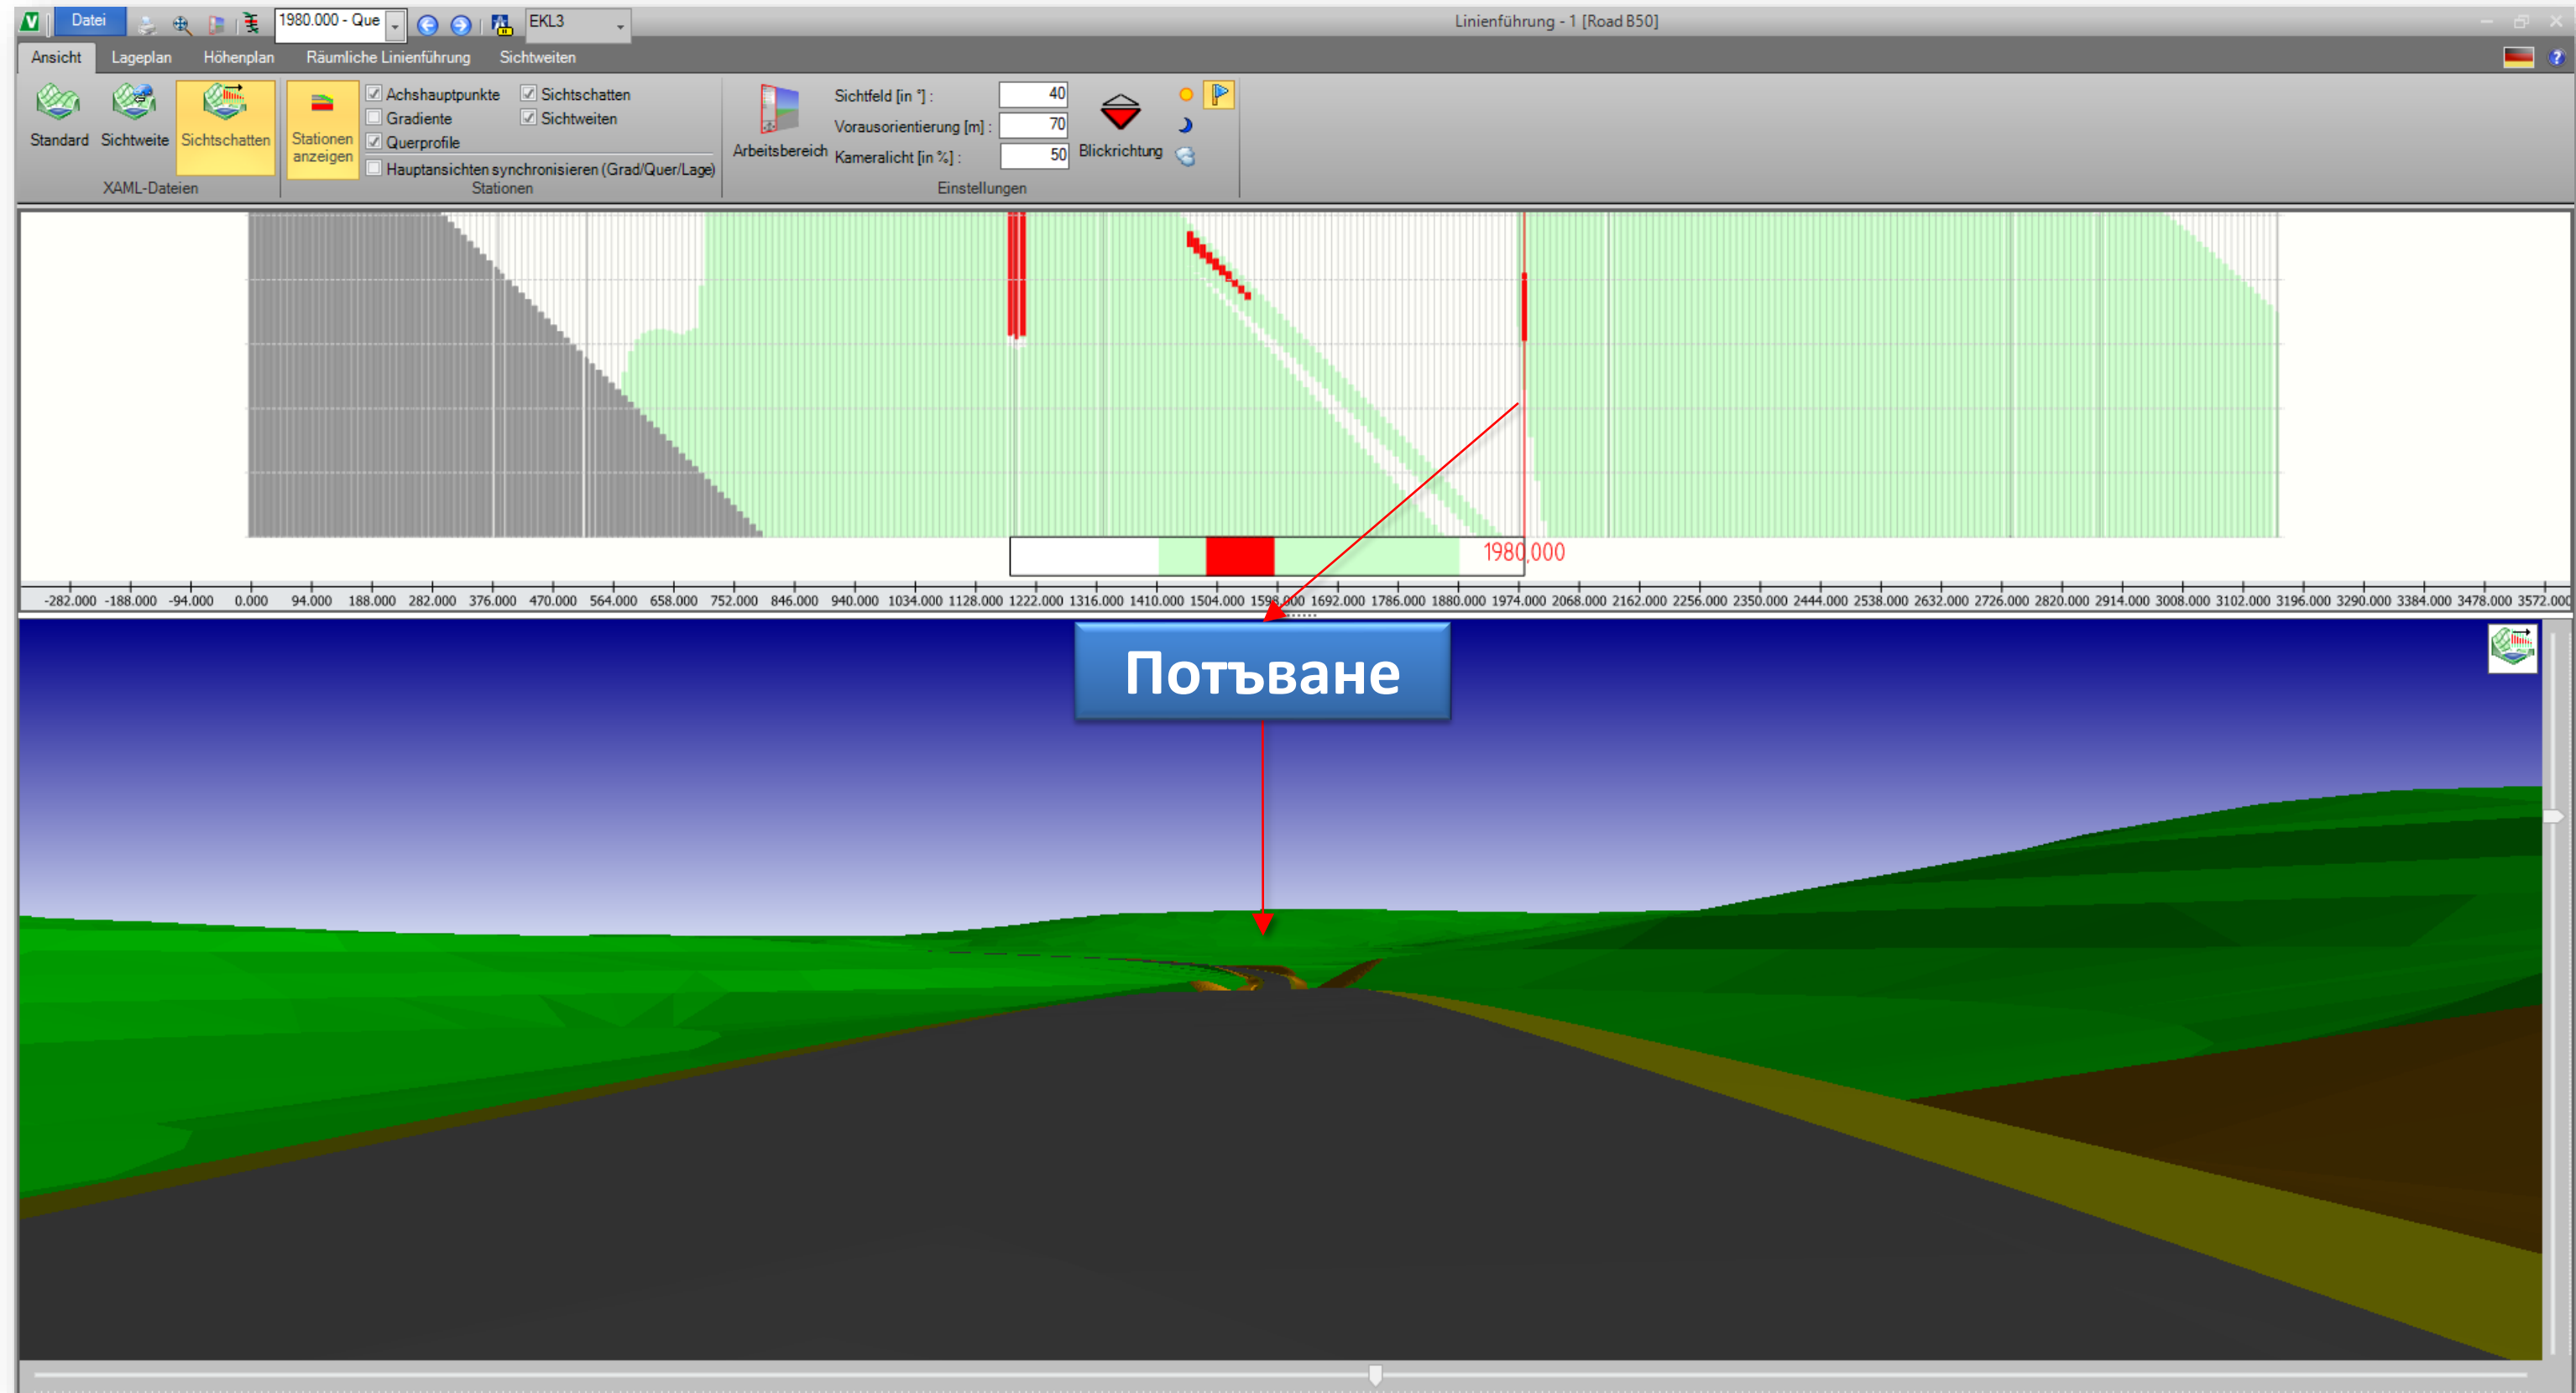 Datei
1980.000 - Que
EKL3
Linienführung - 1 [Road B50]
Ansicht Lageplan Höhenplan Räumliche Linienführung Sichtweiten
Standard Sichtweite Sichtschatten
XAML-Dateien
Stationen
anzeigen
Achshauptpunkte Sichtschatten
Gradiente Sichtweiten
Querprofile
Hauptansichten synchronisieren (Grad/Quer/Lage)
Stationen
Arbeitsbereich
Sichtfeld [in °] : 40
Vorausorientierung [m] : 70
Kameralicht [in %] : 50
Blickrichtung
Einstellungen
1980,000
-282.000 -188.000 -94.000 0.000 94.000 188.000 282.000 376.000 470.000 564.000 658.000 752.000 846.000 940.000 1034.000 1128.000 1222.000 1316.000 1410.000 1504.000 1598.000 1692.000 1786.000 1880.000 1974.000 2068.000 2162.000 2256.000 2350.000 2444.000 2538.000 2632.000 2726.000 2820.000 2914.000 3008.000 3102.000 3196.000 3290.000 3384.000 3478.000 3572.000
Потъване